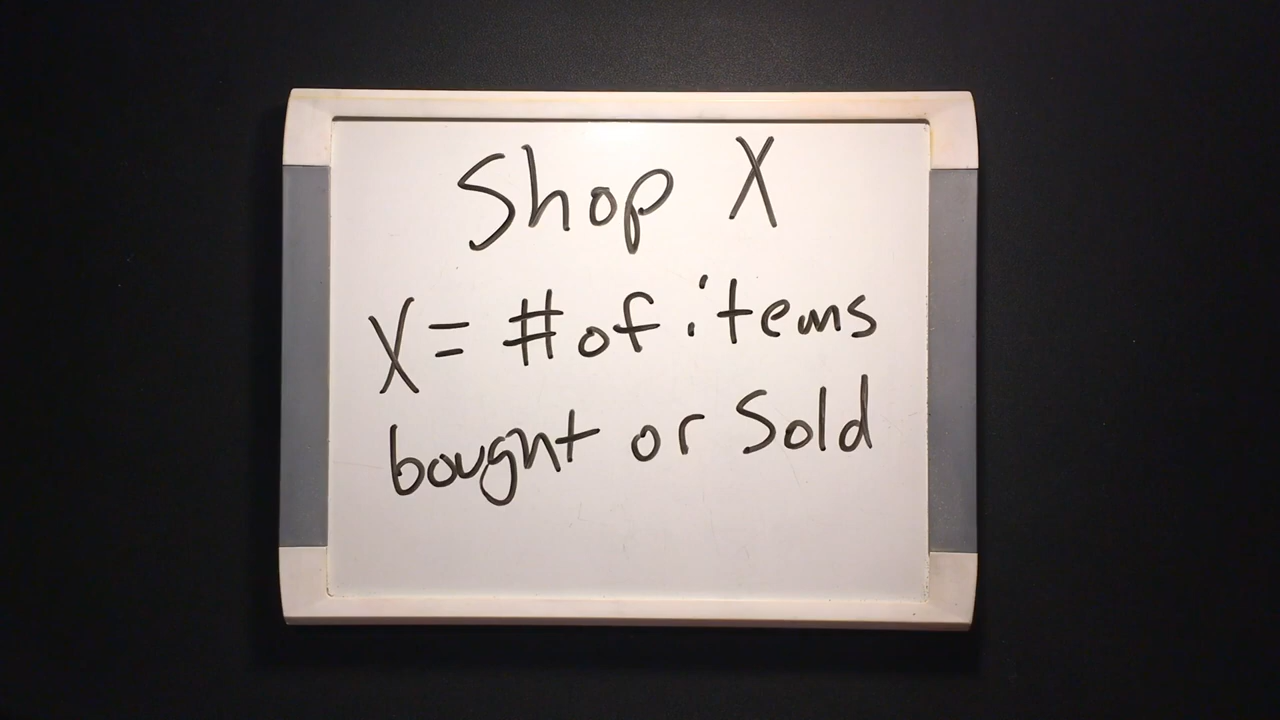 Shop X
X = # of items
bought or Sold